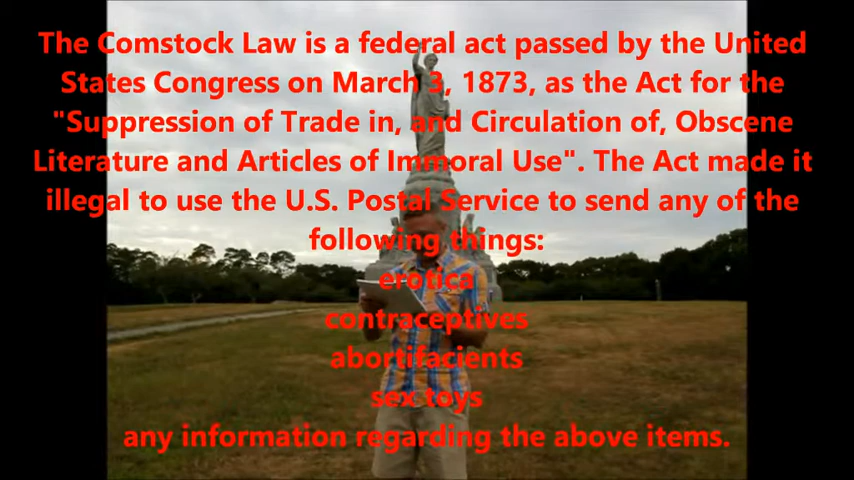 The Comstock Law is a federal act passed by the United
States Congress on March 3, 1873, as the Act for the
"Suppression of Trade in, and Circulation of, Obscene
Literature and Articles of Immoral Use". The Act made it
illegal to use the U.S. Postal Service to send any of the
following things:
erotica
contraceptives
abortifacients
sex toys
any information regarding the above items.